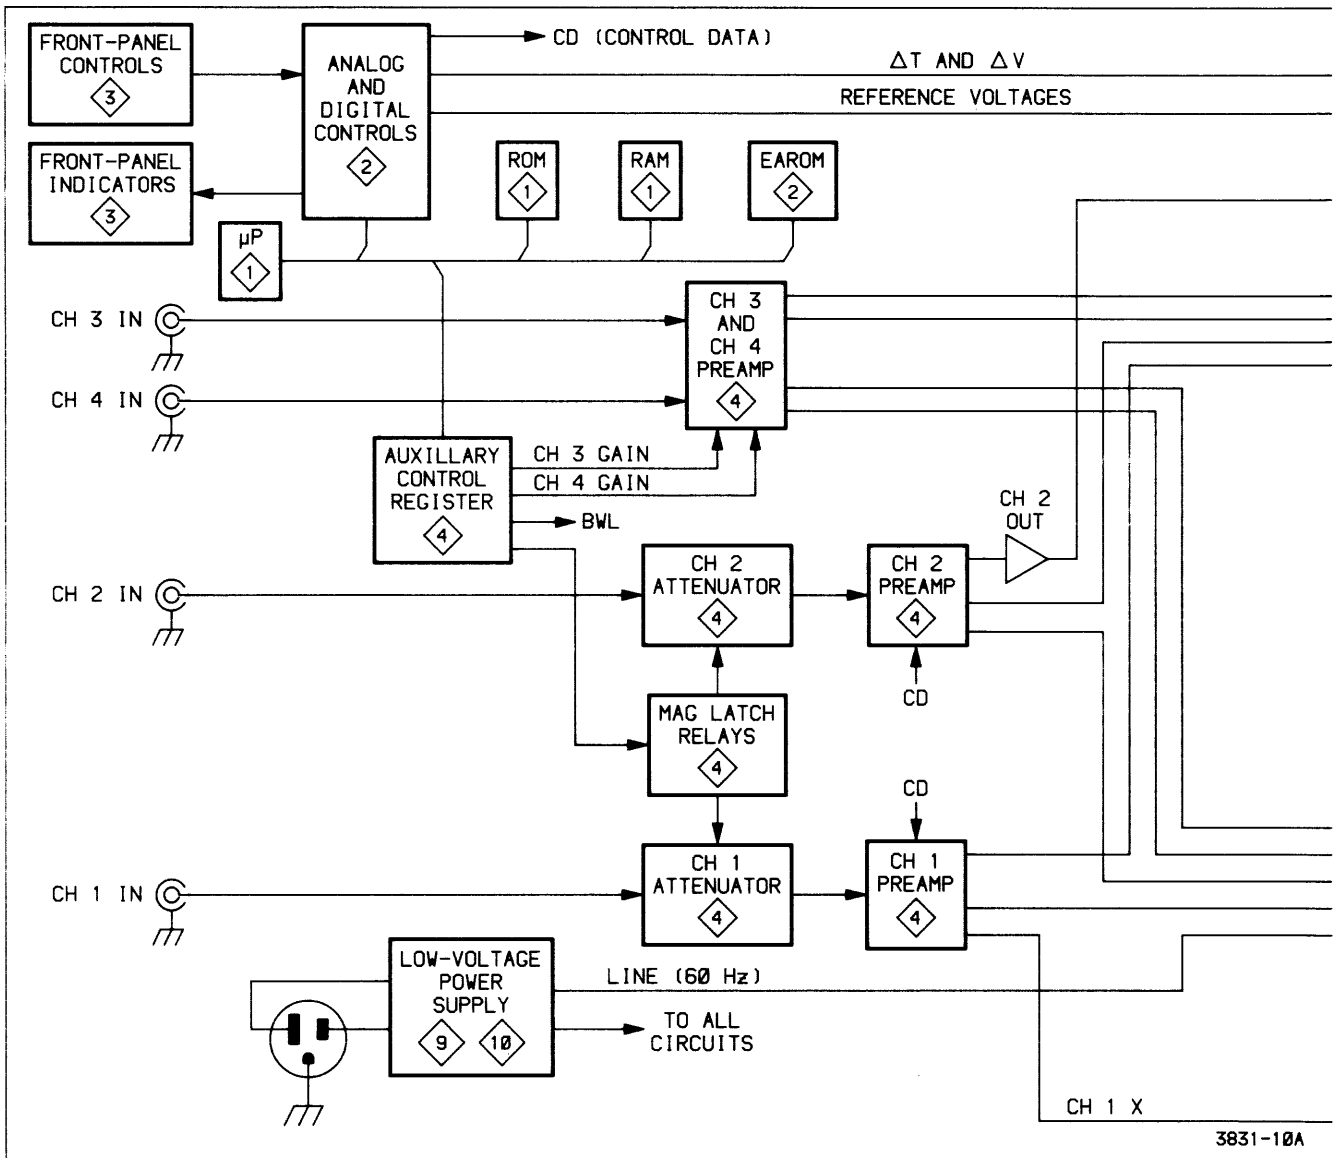 FRONT-PANEL
CONTROLS
3
ANALOG
AND
DIGITAL
CONTROLS
2
CD (CONTROL DATA)
ΔT AND ΔV
REFERENCE VOLTAGES
FRONT-PANEL
INDICATORS
3
ROM
1
RAM
1
EAROM
2
µP
1
CH 3 IN
CH 3
AND
CH 4
PREAMP
4
CH 4 IN
AUXILLARY
CONTROL
REGISTER
4
CH 3 GAIN
CH 4 GAIN
BWL
CH 2
OUT
CH 2 IN
CH 2
ATTENUATOR
4
CH 2
PREAMP
4
CD
MAG LATCH
RELAYS
4
CD
CH 1 IN
CH 1
ATTENUATOR
4
CH 1
PREAMP
4
LOW-VOLTAGE
POWER
SUPPLY
9 10
LINE (60 Hz)
TO ALL
CIRCUITS
CH 1 X
3831-10A